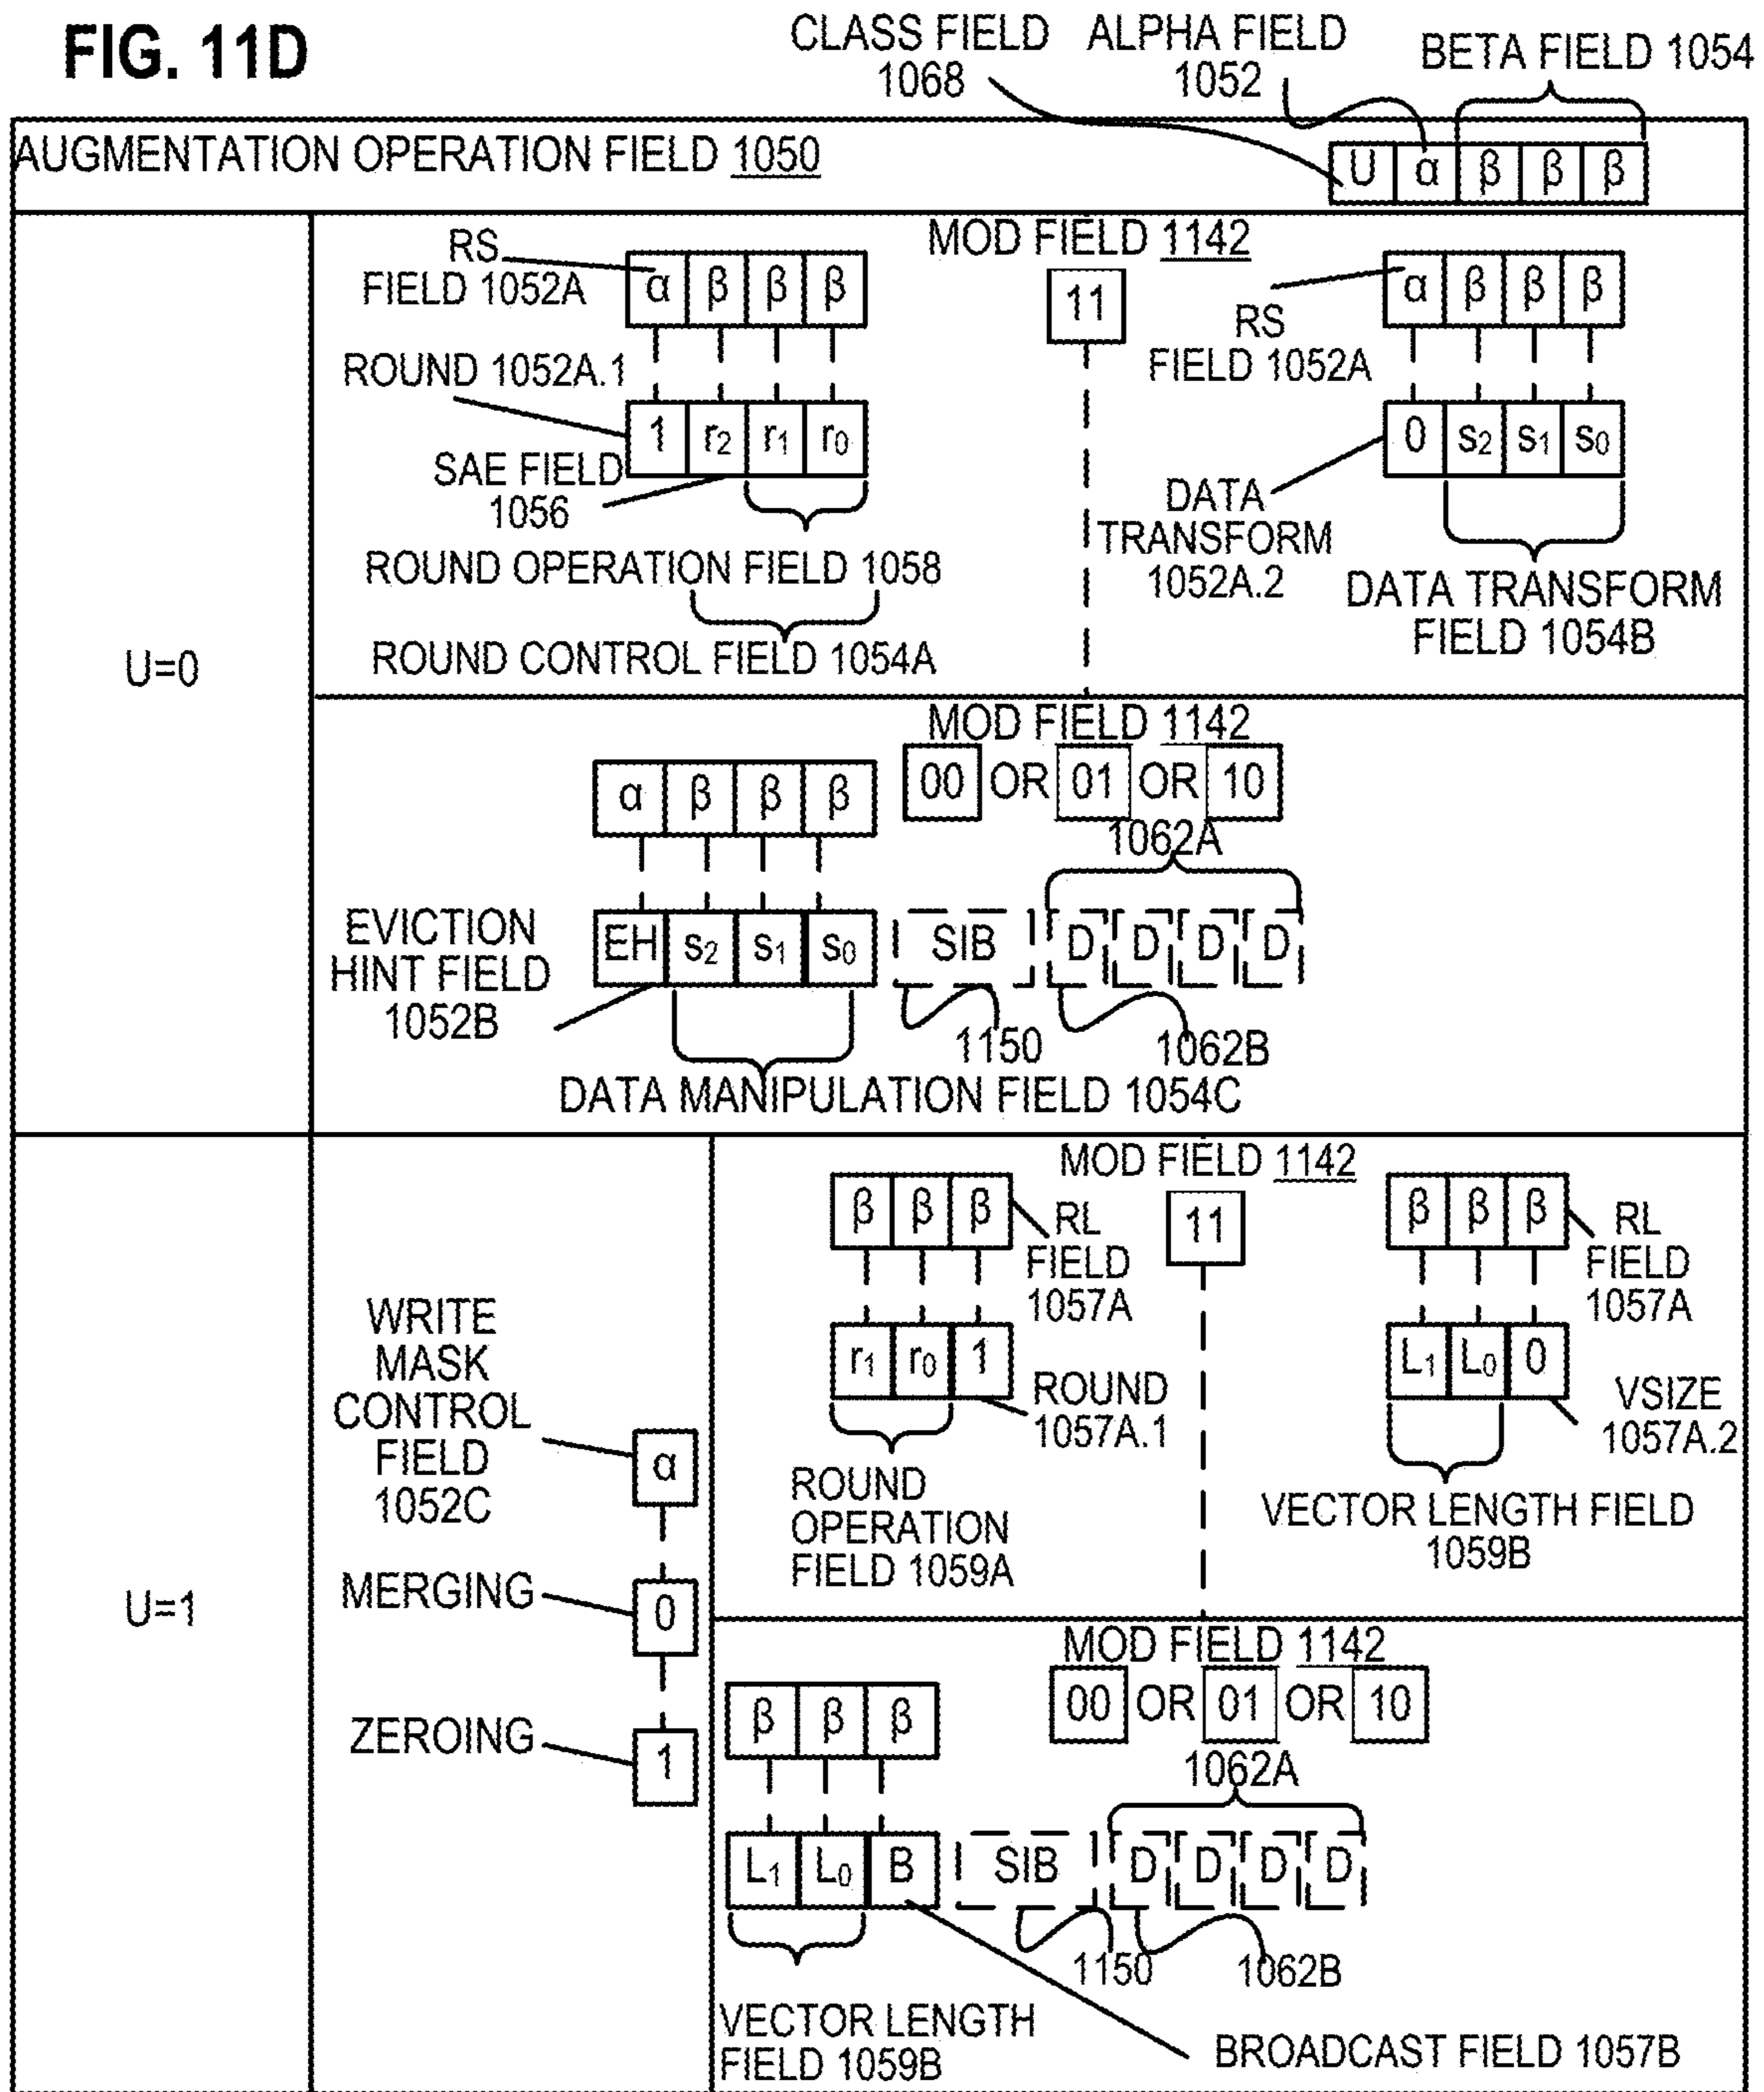 FIG. 11D
CLASS FIELD
1068
ALPHA FIELD
1052
BETA FIELD 1054
AUGMENTATION OPERATION FIELD 1050
U α β β β
U=0
MOD FIELD 1142
11
RS
FIELD 1052A
α β β β
ROUND 1052A.1
1 r2 r1 r0
SAE FIELD
1056
ROUND OPERATION FIELD 1058
ROUND CONTROL FIELD 1054A
α β β β
RS
FIELD 1052A
0 s2 s1 s0
DATA
TRANSFORM
1052A.2
DATA TRANSFORM
FIELD 1054B
MOD FIELD 1142
00 OR 01 OR 10
α β β β
1062A
EVICTION
HINT FIELD
1052B
EH s2 s1 s0 SIB D D D D
1150
1062B
DATA MANIPULATION FIELD 1054C
U=1
WRITE
MASK
CONTROL
FIELD
1052C
α
MERGING
0
ZEROING
1
MOD FIELD 1142
11
β β β
RL
FIELD
1057A
r1 r0 1
ROUND
1057A.1
ROUND
OPERATION
FIELD 1059A
β β β
RL
FIELD
1057A
L1 L0 0
VSIZE
1057A.2
VECTOR LENGTH FIELD
1059B
MOD FIELD 1142
00 OR 01 OR 10
β β β
1062A
L1 L0 B SIB D D D D
1150
1062B
VECTOR LENGTH
FIELD 1059B
BROADCAST FIELD 1057B